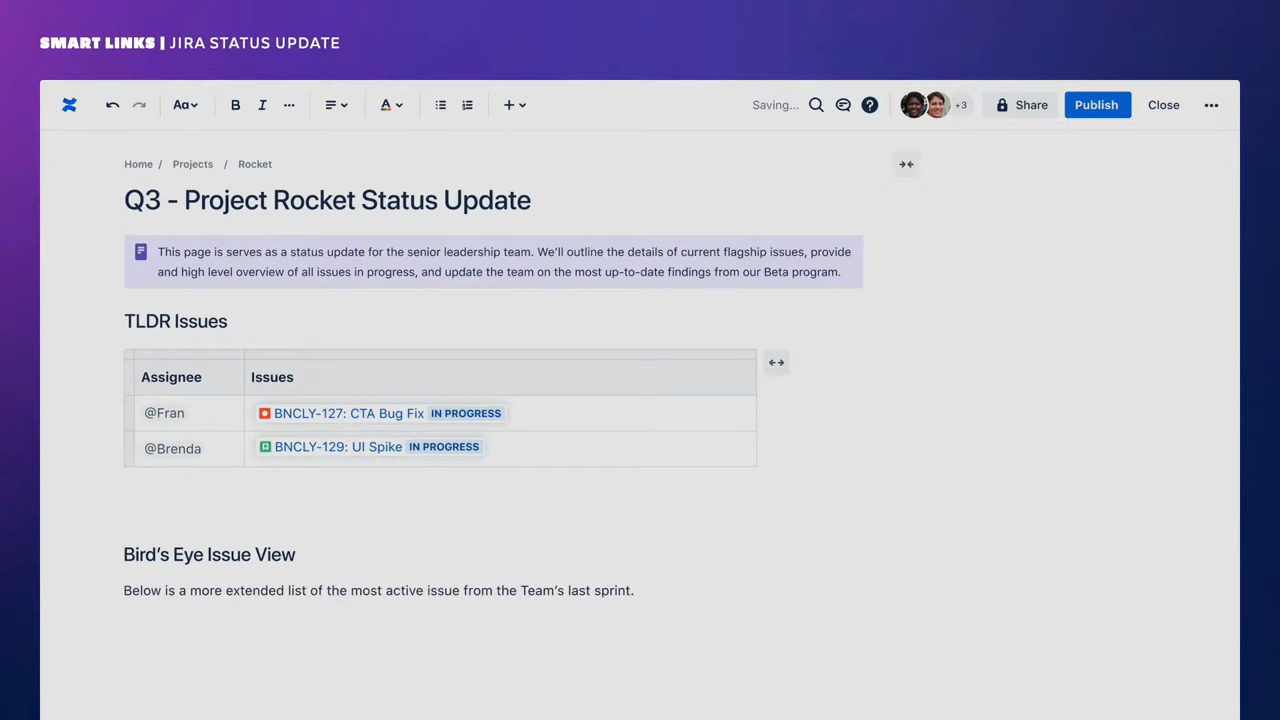 SMART LINKS | JIRA STATUS UPDATE
Aa B I Saving... +3 Share Publish Close
Home / Projects / Rocket
Q3 - Project Rocket Status Update
This page is serves as a status update for the senior leadership team. We’ll outline the details of current flagship issues, provide
and high level overview of all issues in progress, and update the team on the most up-to-date findings from our Beta program.
TLDR Issues
Assignee Issues
@Fran BNCLY-127: CTA Bug Fix IN PROGRESS
@Brenda BNCLY-129: UI Spike IN PROGRESS
Bird’s Eye Issue View
Below is a more extended list of the most active issue from the Team’s last sprint.